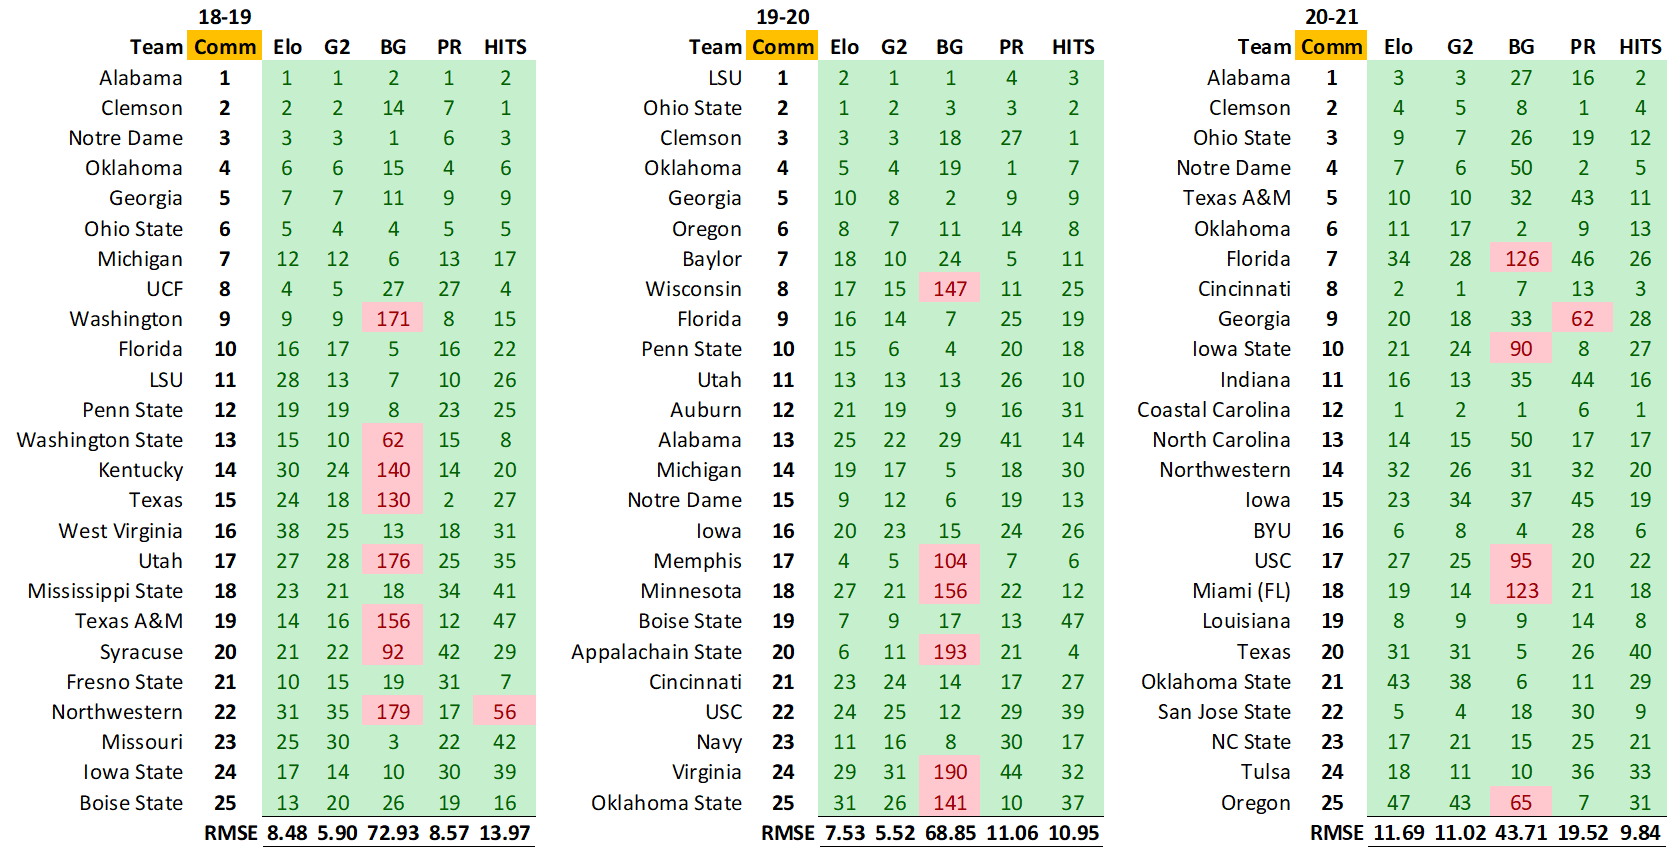 18-19 19-20 20-21
Team Comm Elo G2 BG PR HITS Team Comm Elo G2 BG PR HITS Team Comm Elo G2 BG PR HITS
Alabama 1 1 1 2 1 2 LSU 1 2 1 1 4 3 Alabama 1 3 3 27 16 2
Clemson 2 2 2 14 7 1 Ohio State 2 1 2 3 3 2 Clemson 2 4 5 8 1 4
Notre Dame 3 3 3 1 6 3 Clemson 3 3 3 18 27 1 Ohio State 3 9 7 26 19 12
Oklahoma 4 6 6 15 4 6 Oklahoma 4 5 4 19 1 7 Notre Dame 4 7 6 50 2 5
Georgia 5 7 7 11 9 9 Georgia 5 10 8 2 9 9 Texas A&M 5 10 10 32 43 11
Ohio State 6 5 4 4 5 5 Oregon 6 8 7 11 14 8 Oklahoma 6 11 17 2 9 13
Michigan 7 12 12 6 13 17 Baylor 7 18 10 24 5 11 Florida 7 34 28 126 46 26
UCF 8 4 5 27 27 4 Wisconsin 8 17 15 147 11 25 Cincinnati 8 2 1 7 13 3
Washington 9 9 9 171 8 15 Florida 9 16 14 7 25 19 Georgia 9 20 18 33 62 28
Florida 10 16 17 5 16 22 Penn State 10 15 6 4 20 18 Iowa State 10 21 24 90 8 27
LSU 11 28 13 7 10 26 Utah 11 13 13 13 26 10 Indiana 11 16 13 35 44 16
Penn State 12 19 19 8 23 25 Auburn 12 21 19 9 16 31 Coastal Carolina 12 1 2 1 6 1
Washington State 13 15 10 62 15 8 Alabama 13 25 22 29 41 14 North Carolina 13 14 15 50 17 17
Kentucky 14 30 24 140 14 20 Michigan 14 19 17 5 18 30 Northwestern 14 32 26 31 32 20
Texas 15 24 18 130 2 27 Notre Dame 15 9 12 6 19 13 Iowa 15 23 34 37 45 19
West Virginia 16 38 25 13 18 31 Iowa 16 20 23 15 24 26 BYU 16 6 8 4 28 6
Utah 17 27 28 176 25 35 Memphis 17 4 5 104 7 6 USC 17 27 25 95 20 22
Mississippi State 18 23 21 18 34 41 Minnesota 18 27 21 156 22 12 Miami (FL) 18 19 14 123 21 18
Texas A&M 19 14 16 156 12 47 Boise State 19 7 9 17 13 47 Louisiana 19 8 9 9 14 8
Syracuse 20 21 22 92 42 29 Appalachain State 20 6 11 193 21 4 Texas 20 31 31 5 26 40
Fresno State 21 10 15 19 31 7 Cincinnati 21 23 24 14 17 27 Oklahoma State 21 43 38 6 11 29
Northwestern 22 31 35 179 17 56 USC 22 24 25 12 29 39 San Jose State 22 5 4 18 30 9
Missouri 23 25 30 3 22 42 Navy 23 11 16 8 30 17 NC State 23 17 21 15 25 21
Iowa State 24 17 14 10 30 39 Virginia 24 29 31 190 44 32 Tulsa 24 18 11 10 36 33
Boise State 25 13 20 26 19 16 Oklahoma State 25 31 26 141 10 37 Oregon 25 47 43 65 7 31
RMSE 8.48 5.90 72.93 8.57 13.97 RMSE 7.53 5.52 68.85 11.06 10.95 RMSE 11.69 11.02 43.71 19.52 9.84